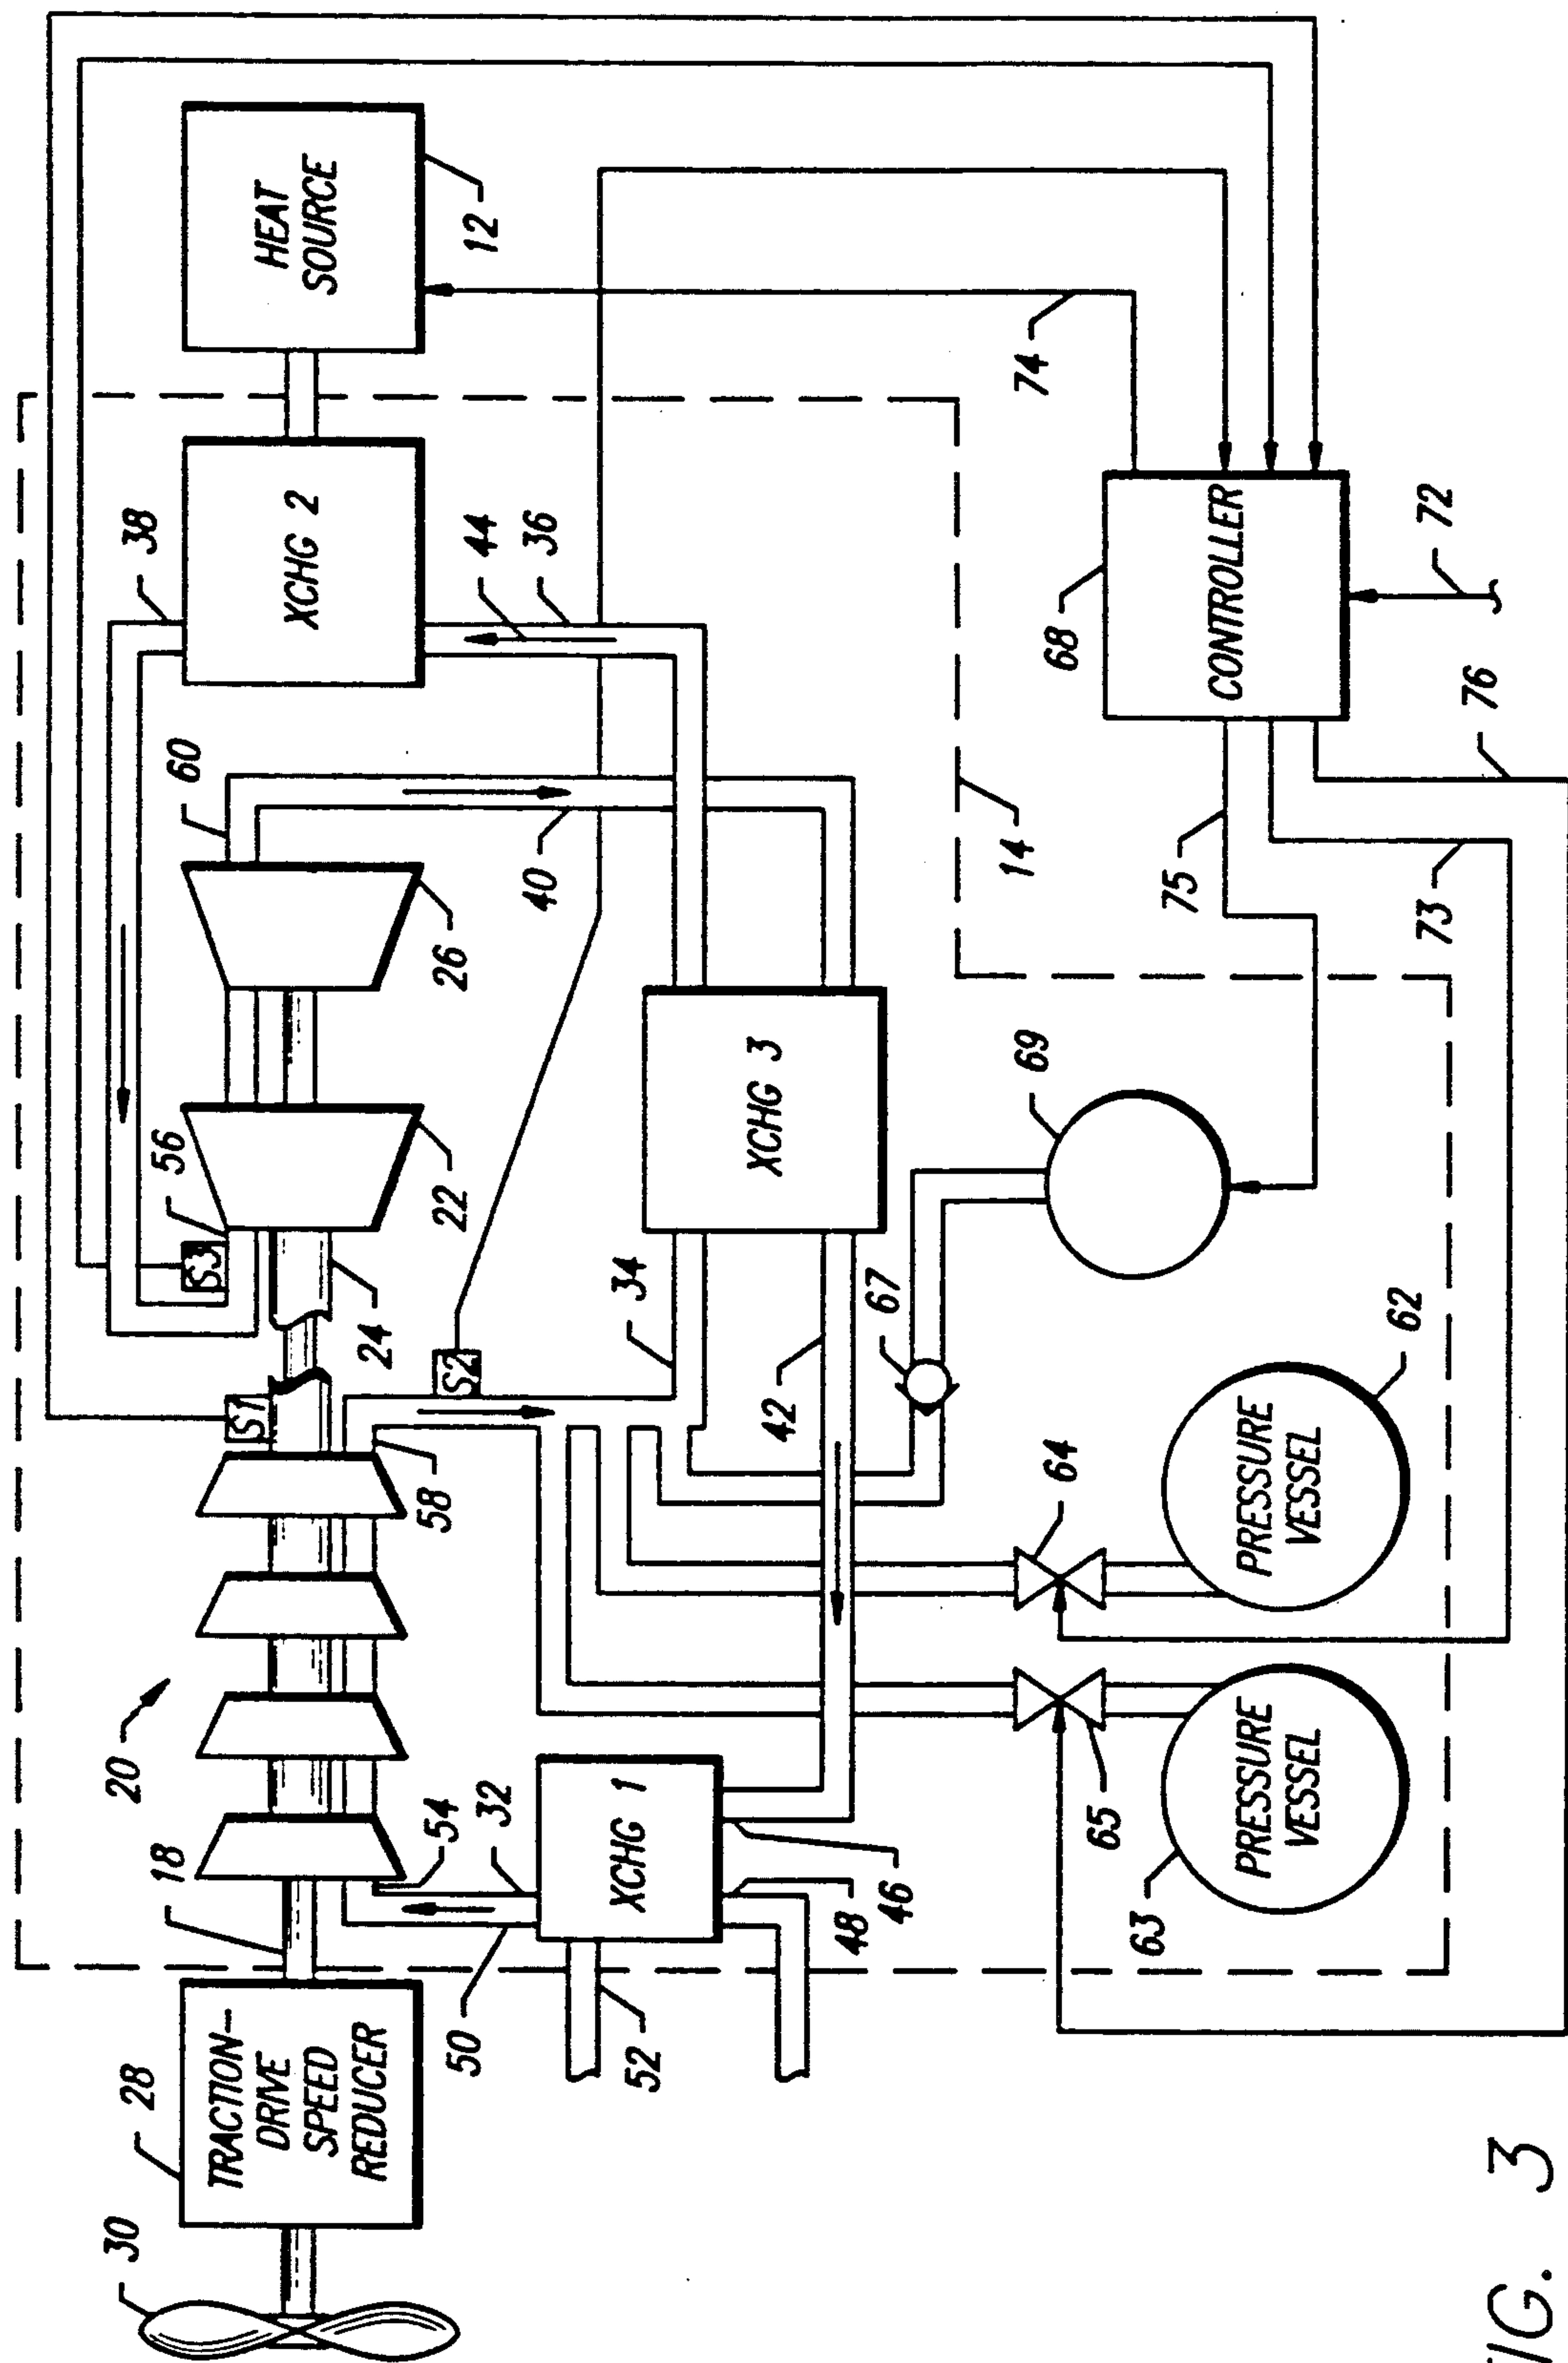 30
28
TRACTION-
DRIVE
SPEED
REDUCER
18
20
54
32
50
52
XCHG 1
48
46
58
S1
S2
S3
24
56
22
26
60
38
XCHG 2
HEAT
SOURCE
12
44
36
40
34
42
XCHG 3
67
69
14
74
68
CONTROLLER
72
75
73
76
64
62
PRESSURE
VESSEL
65
63
PRESSURE
VESSEL
FIG. 3